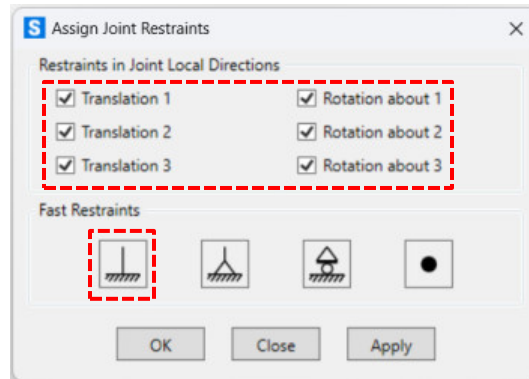 S Assign Joint Restraints
Restraints in Joint Local Directions
Translation 1 Rotation about 1
Translation 2 Rotation about 2
Translation 3 Rotation about 3
Fast Restraints
OK Close Apply